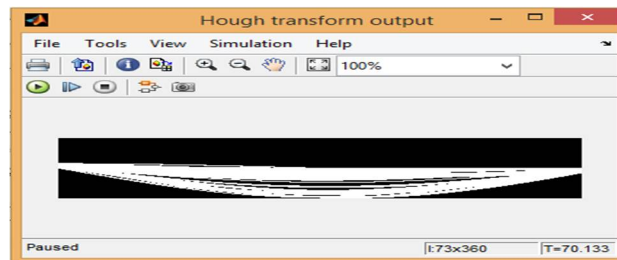 Hough transform output
File Tools View Simulation Help
100%
Paused I:73x360 T=70.133